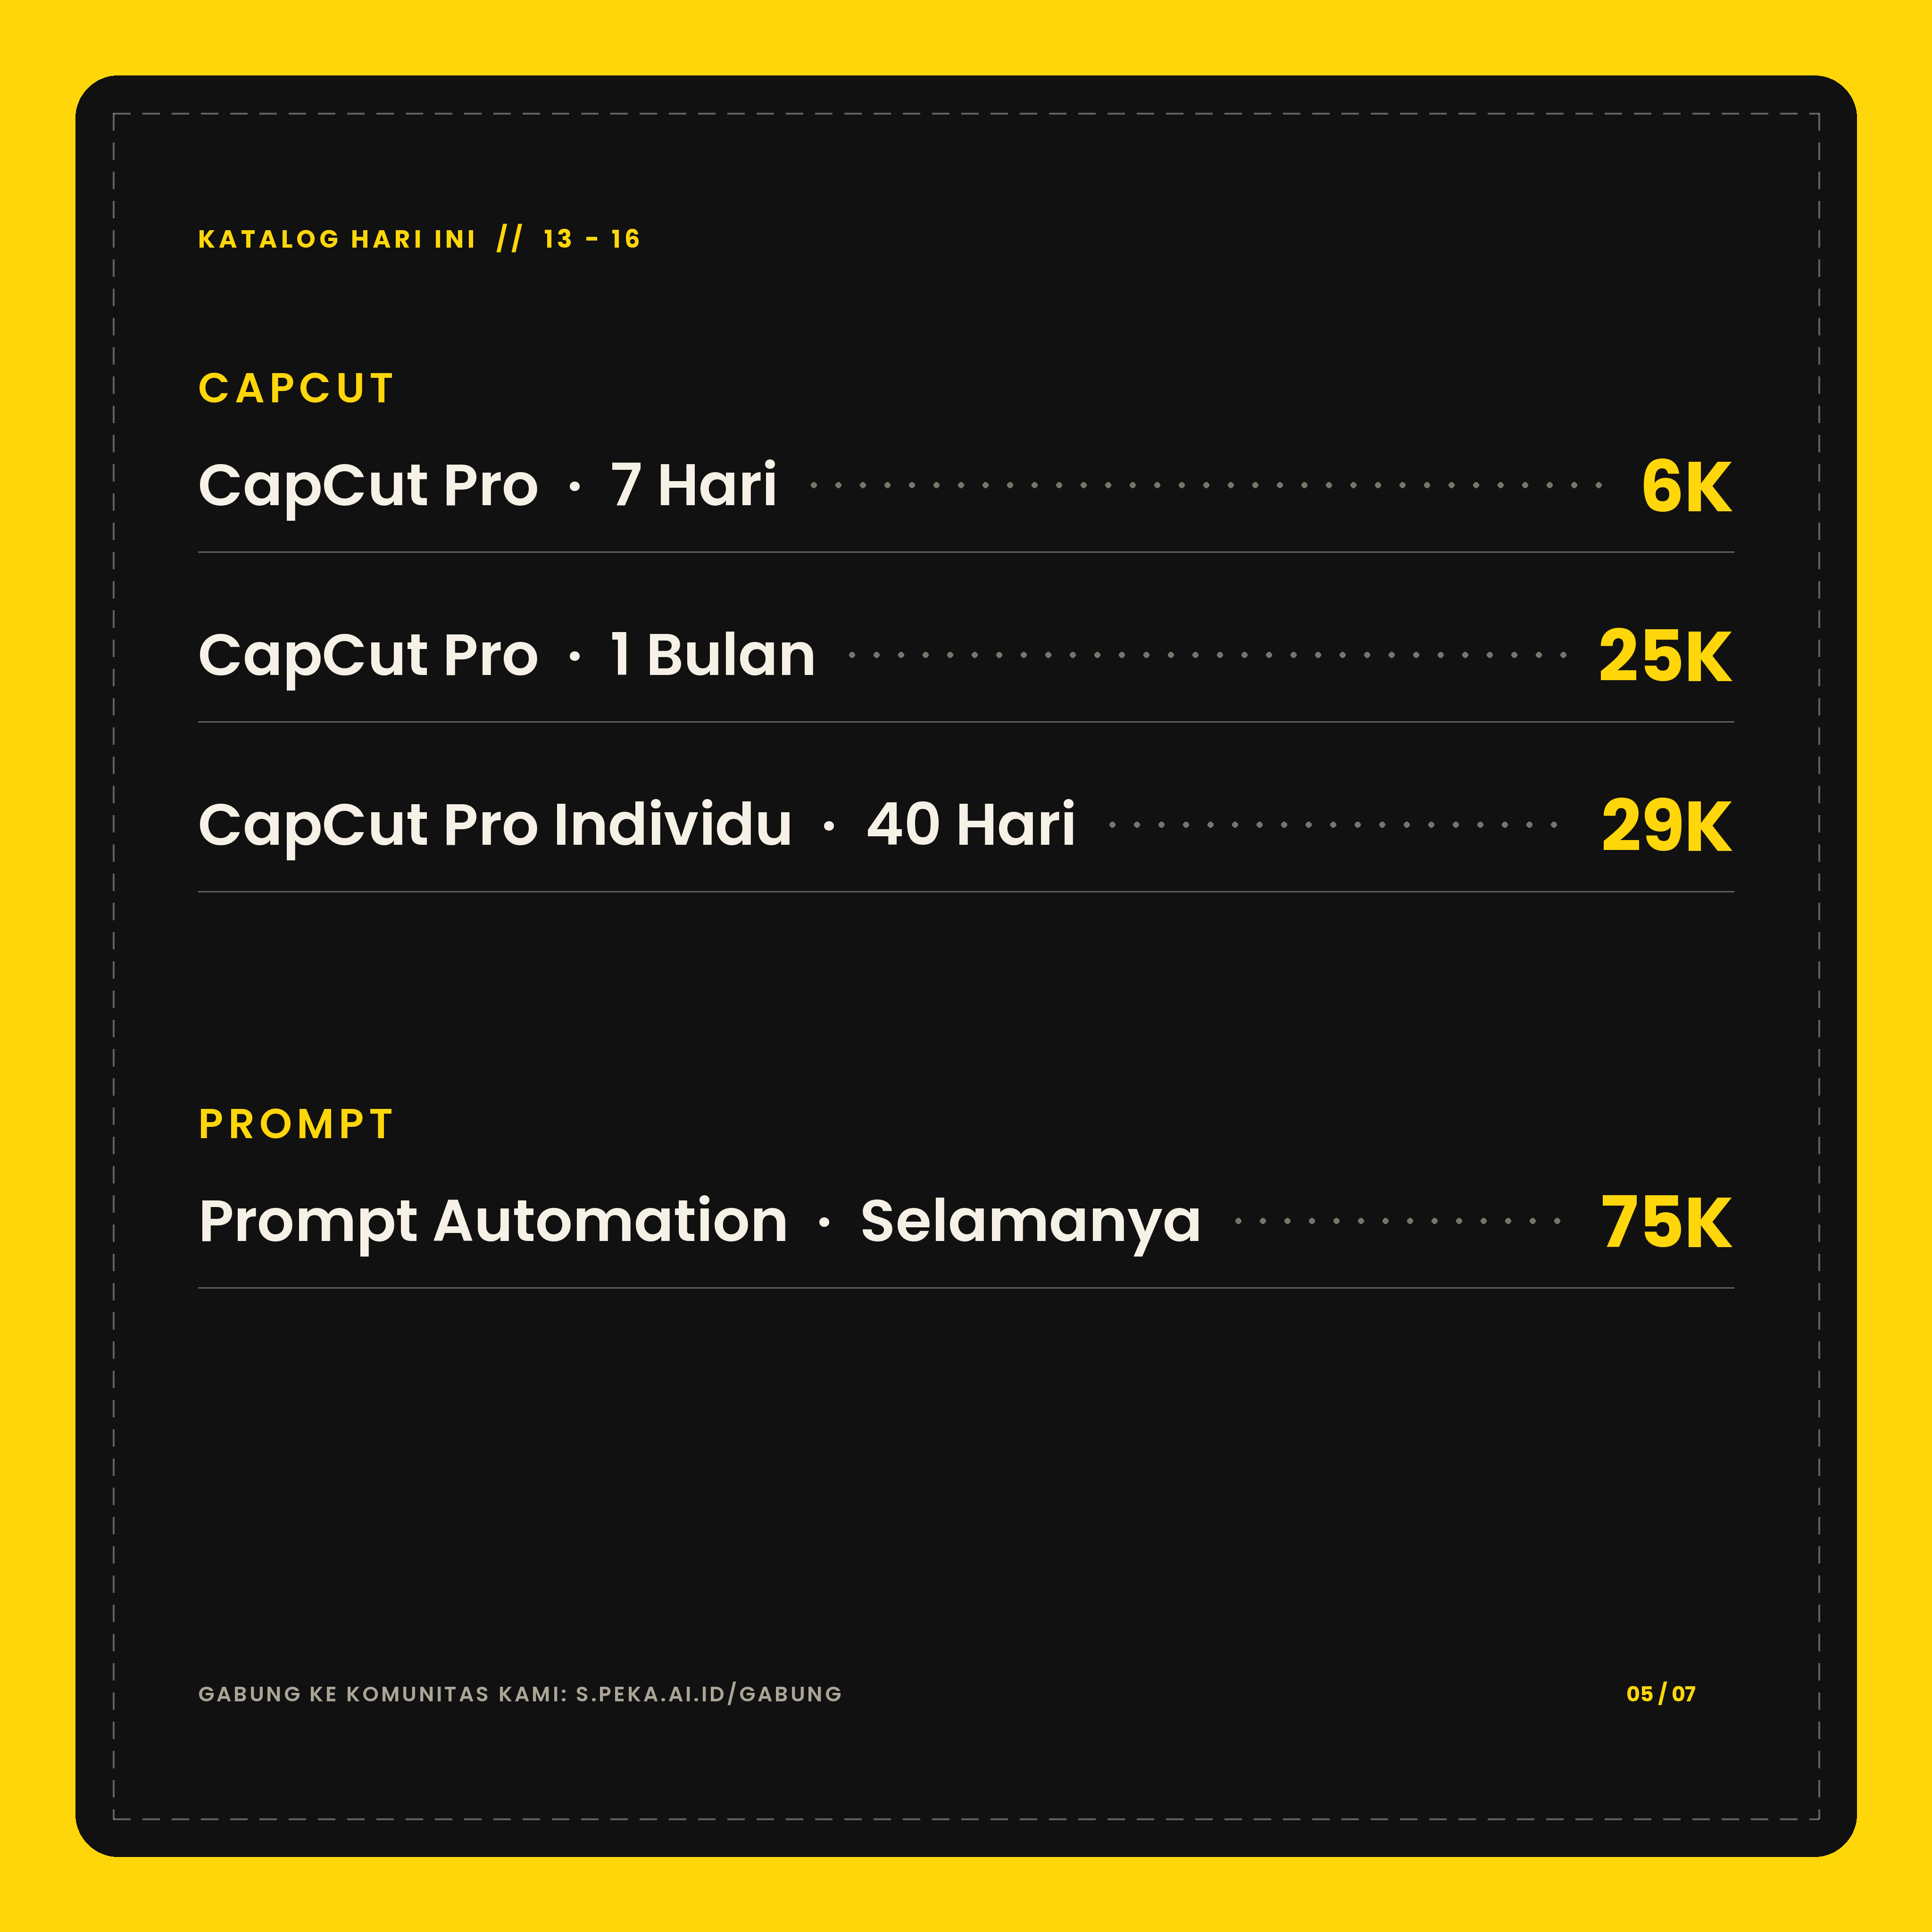 KATALOG HARI INI // 13 - 16
CAPCUT
CapCut Pro · 7 Hari 6K
CapCut Pro · 1 Bulan 25K
CapCut Pro Individu · 40 Hari 29K
PROMPT
Prompt Automation · Selamanya 75K
GABUNG KE KOMUNITAS KAMI: S.PEKA.AI.ID/GABUNG 05 / 07